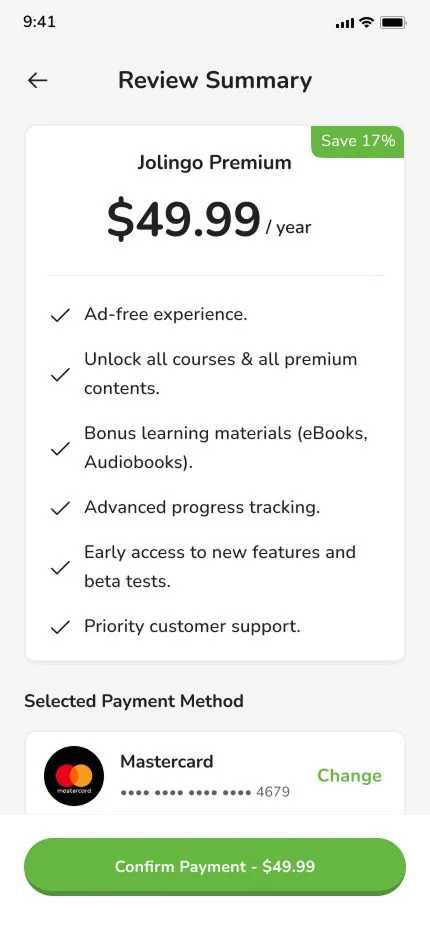 9:41
Review Summary
Save 17%
Jolingo Premium
$49.99 / year
Ad-free experience.
Unlock all courses & all premium
contents.
Bonus learning materials (eBooks,
Audiobooks).
Advanced progress tracking.
Early access to new features and
beta tests.
Priority customer support.
Selected Payment Method
Mastercard
mastercard
•••• •••• •••• •••• 4679
Change
Confirm Payment - $49.99